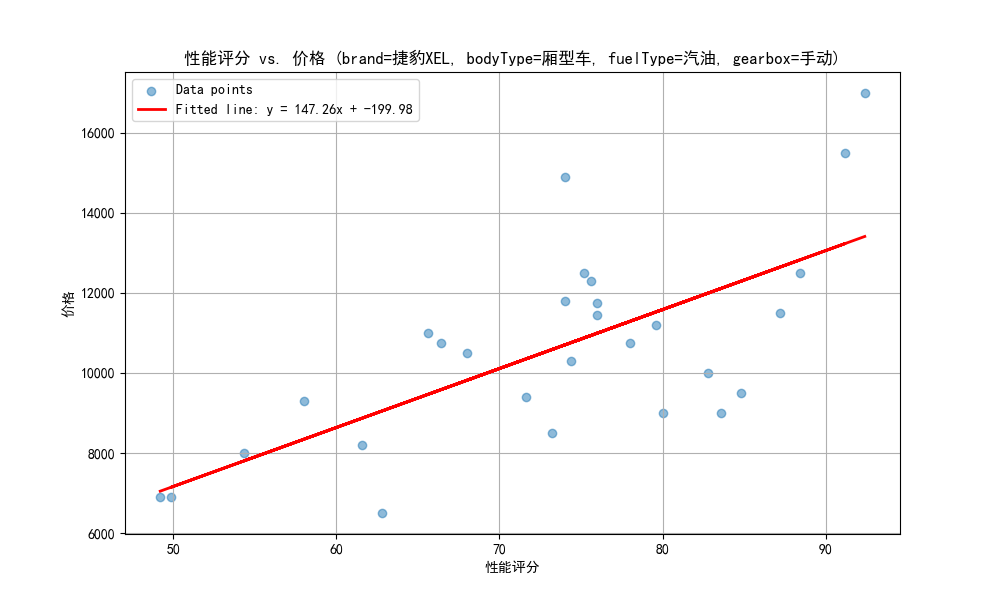 性能评分 vs. 价格 (brand=捷豹XEL, bodyType=厢型车, fuelType=汽油, gearbox=手动)
Data points
Fitted line: y = 147.26x + -199.98
价格
16000
14000
12000
10000
8000
6000
50 60 70 80 90
性能评分